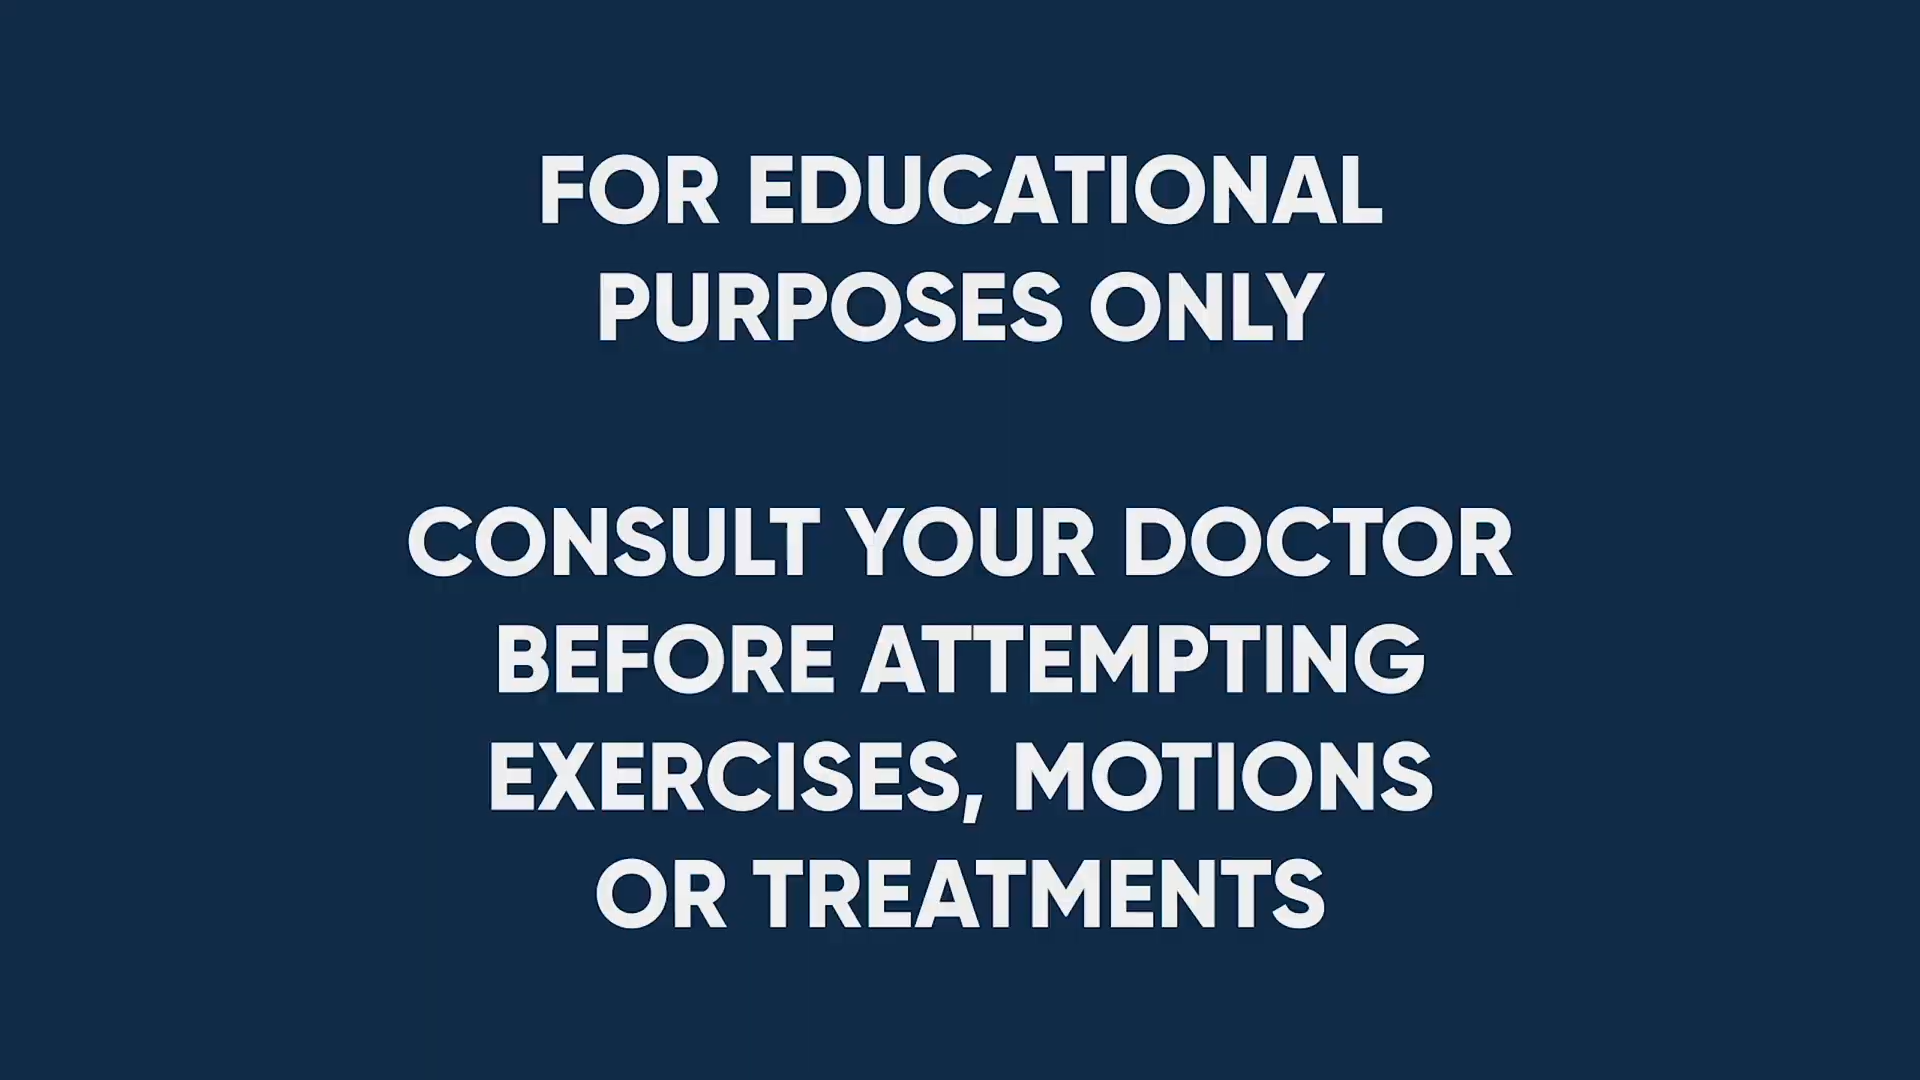 FOR EDUCATIONAL
PURPOSES ONLY
CONSULT YOUR DOCTOR
BEFORE ATTEMPTING
EXERCISES, MOTIONS
OR TREATMENTS